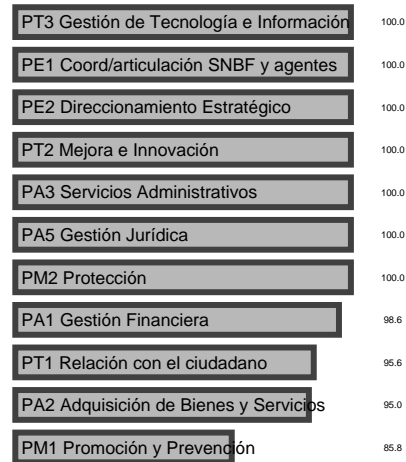 PT3 Gestión de Tecnología e Información 100.0
PE1 Coord/articulación SNBF y agentes 100.0
PE2 Direccionamiento Estratégico 100.0
PT2 Mejora e Innovación 100.0
PA3 Servicios Administrativos 100.0
PA5 Gestión Jurídica 100.0
PM2 Protección 100.0
PA1 Gestión Financiera 98.6
PT1 Relación con el ciudadano 95.6
PA2 Adquisición de Bienes y Servicios 95.0
PM1 Promoción y Prevención 85.8